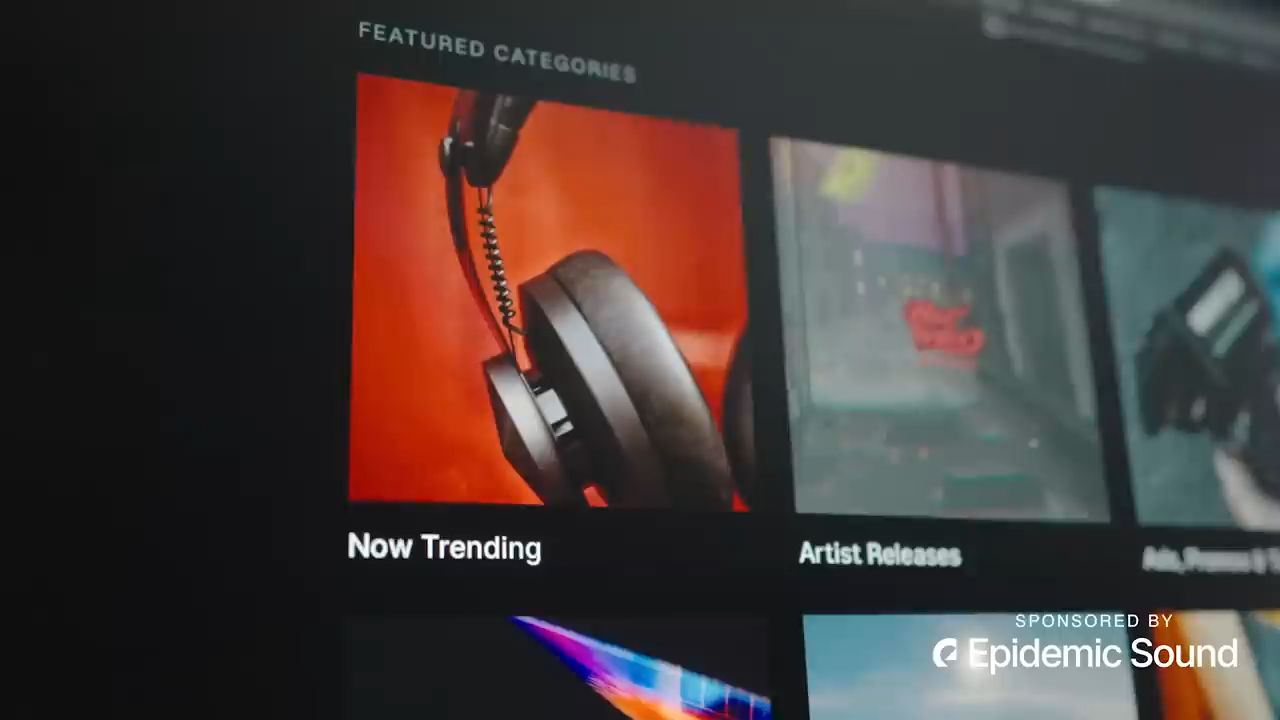 FEATURED CATEGORIES
Now Trending
Artist Releases
SPONSORED BY
Epidemic Sound